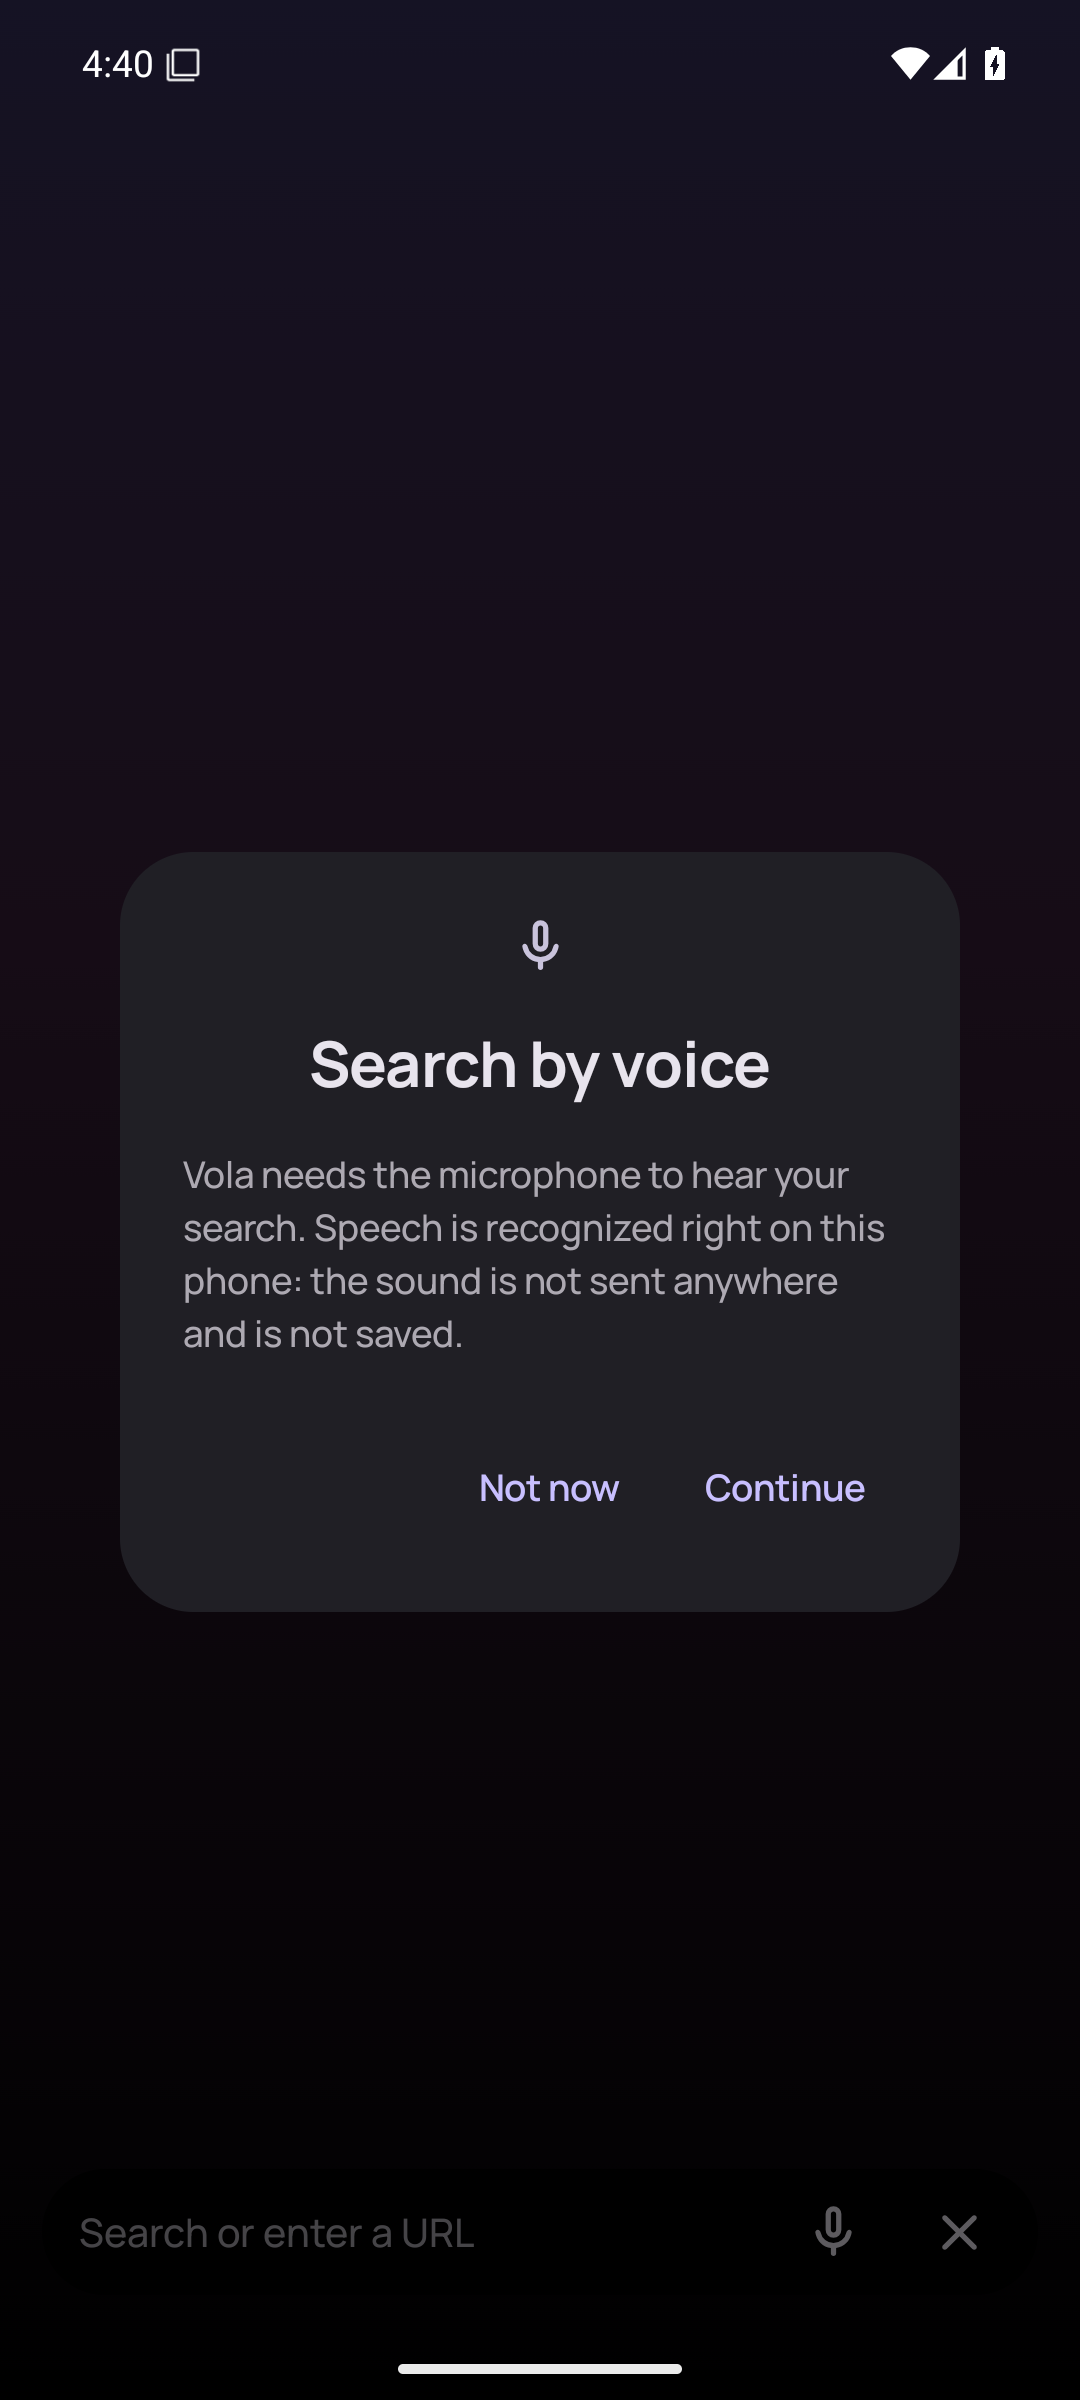 4:40
Search by voice
Vola needs the microphone to hear your
search. Speech is recognized right on this
phone: the sound is not sent anywhere
and is not saved.
Not now Continue
Search or enter a URL